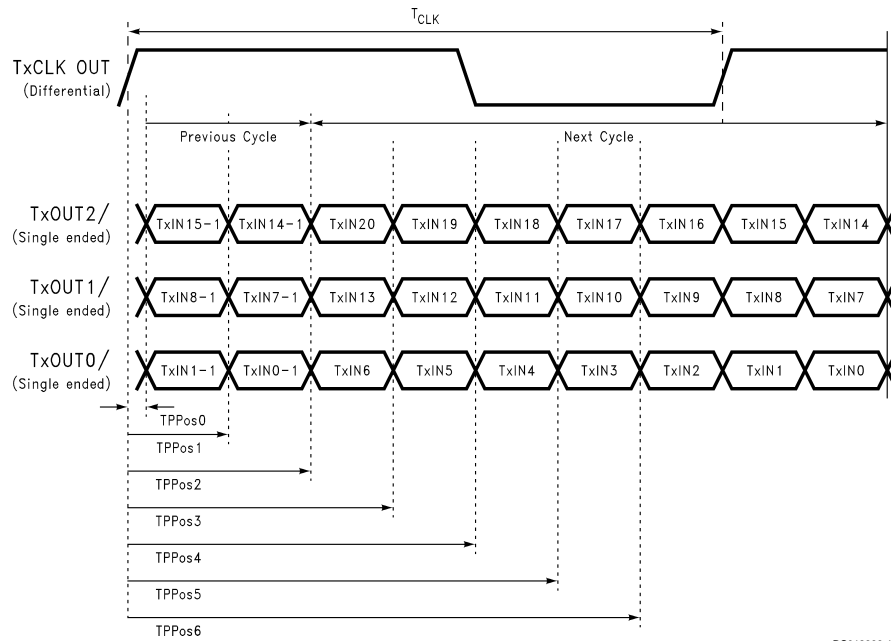 T_CLK
TxCLK OUT
(Differential)
Previous Cycle
Next Cycle
TxOUT2/
(Single ended)
TxIN15-1 TxIN14-1 TxIN20 TxIN19 TxIN18 TxIN17 TxIN16 TxIN15 TxIN14
TxOUT1/
(Single ended)
TxIN8-1 TxIN7-1 TxIN13 TxIN12 TxIN11 TxIN10 TxIN9 TxIN8 TxIN7
TxOUT0/
(Single ended)
TxIN1-1 TxIN0-1 TxIN6 TxIN5 TxIN4 TxIN3 TxIN2 TxIN1 TxIN0
TPPos0
TPPos1
TPPos2
TPPos3
TPPos4
TPPos5
TPPos6